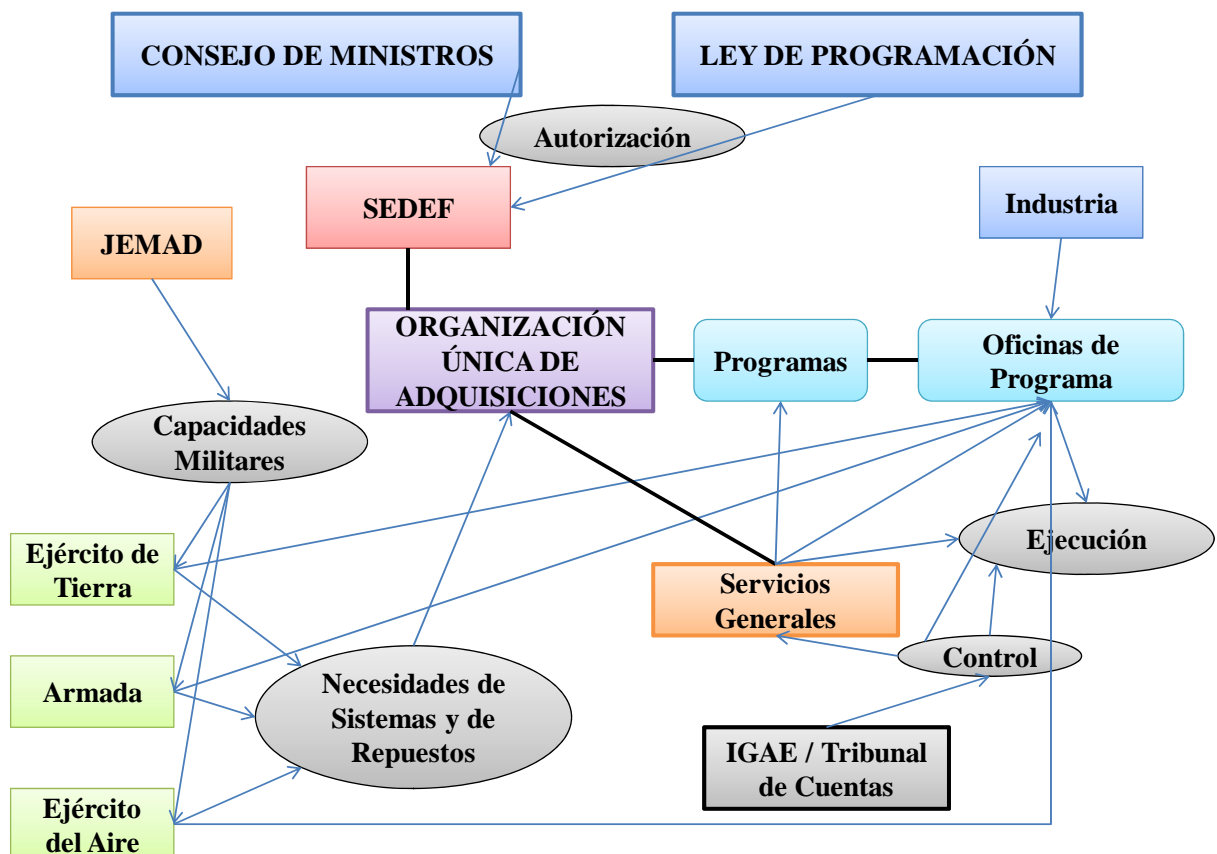 CONSEJO DE MINISTROS
LEY DE PROGRAMACIÓN
Autorización
SEDEF
Industria
JEMAD
ORGANIZACIÓN
ÚNICA DE
ADQUISICIONES
Programas
Oficinas de
Programa
Capacidades
Militares
Ejército de
Tierra
Ejecución
Servicios
Generales
Armada
Necesidades de
Sistemas y de
Repuestos
Control
IGAE / Tribunal
de Cuentas
Ejército
del Aire